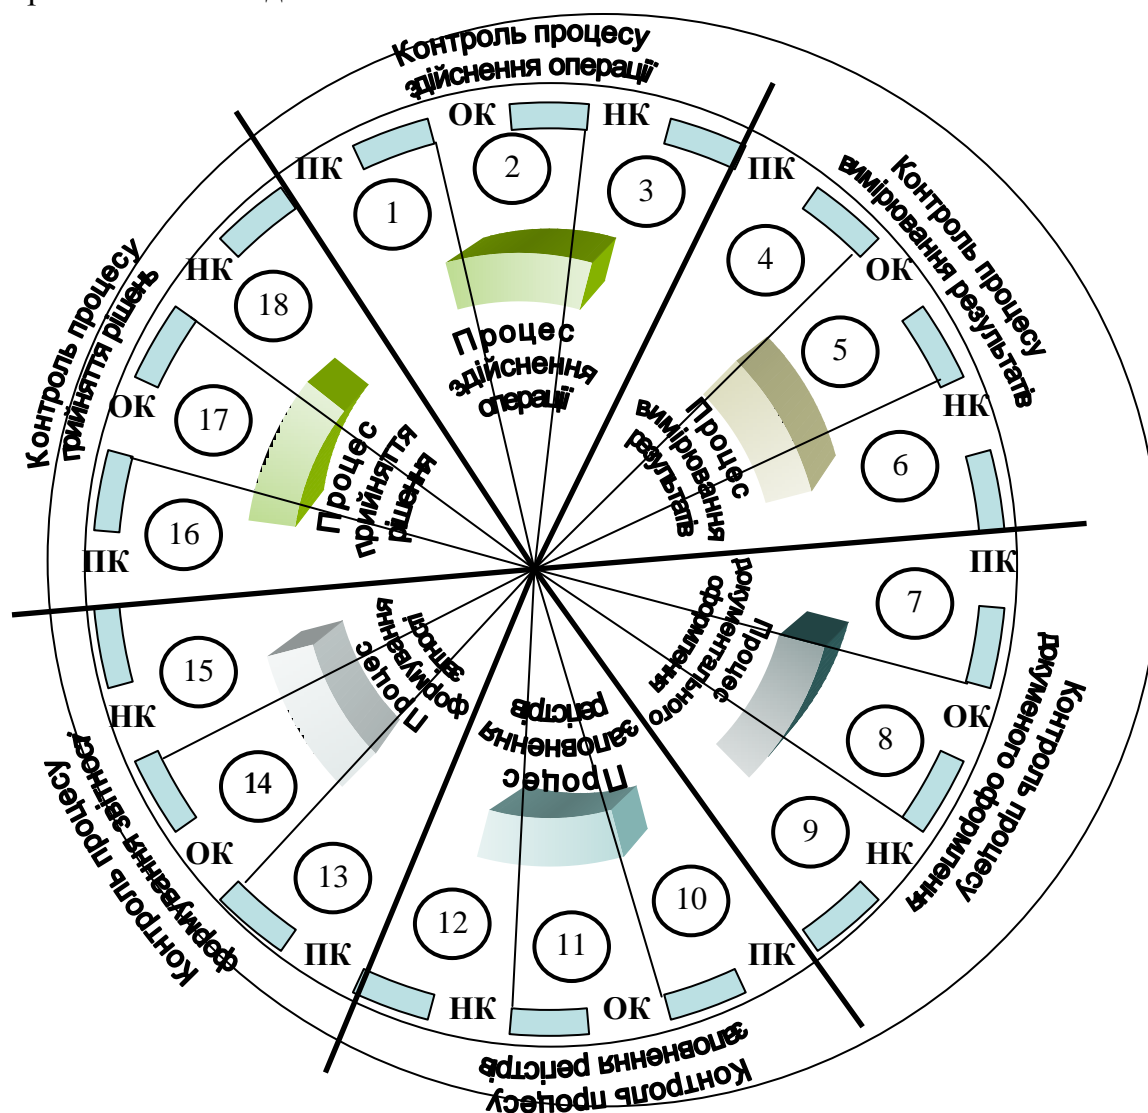 Контроль процесу
здійснення операції
ПК
ОК
НК
1
2
3
Процес
здійснення
операції
Контроль процесу
вимірювання результатів
ПК
ОК
НК
4
5
6
Процес
вимірювання
результатів
Контроль процесу
докуменого оформлення
ПК
ОК
НК
7
8
9
Процес
документального
оформлення
Контроль процесу
заповнення регістрів
ПК
ОК
НК
10
11
12
Процес
заповнення
регістрів
Контроль процесу
формування звітності
ПК
ОК
НК
13
14
15
Процес
формування
звітності
Контроль процесу
прийняття рішень
ПК
ОК
НК
16
17
18
Процес
прийняття
рішення